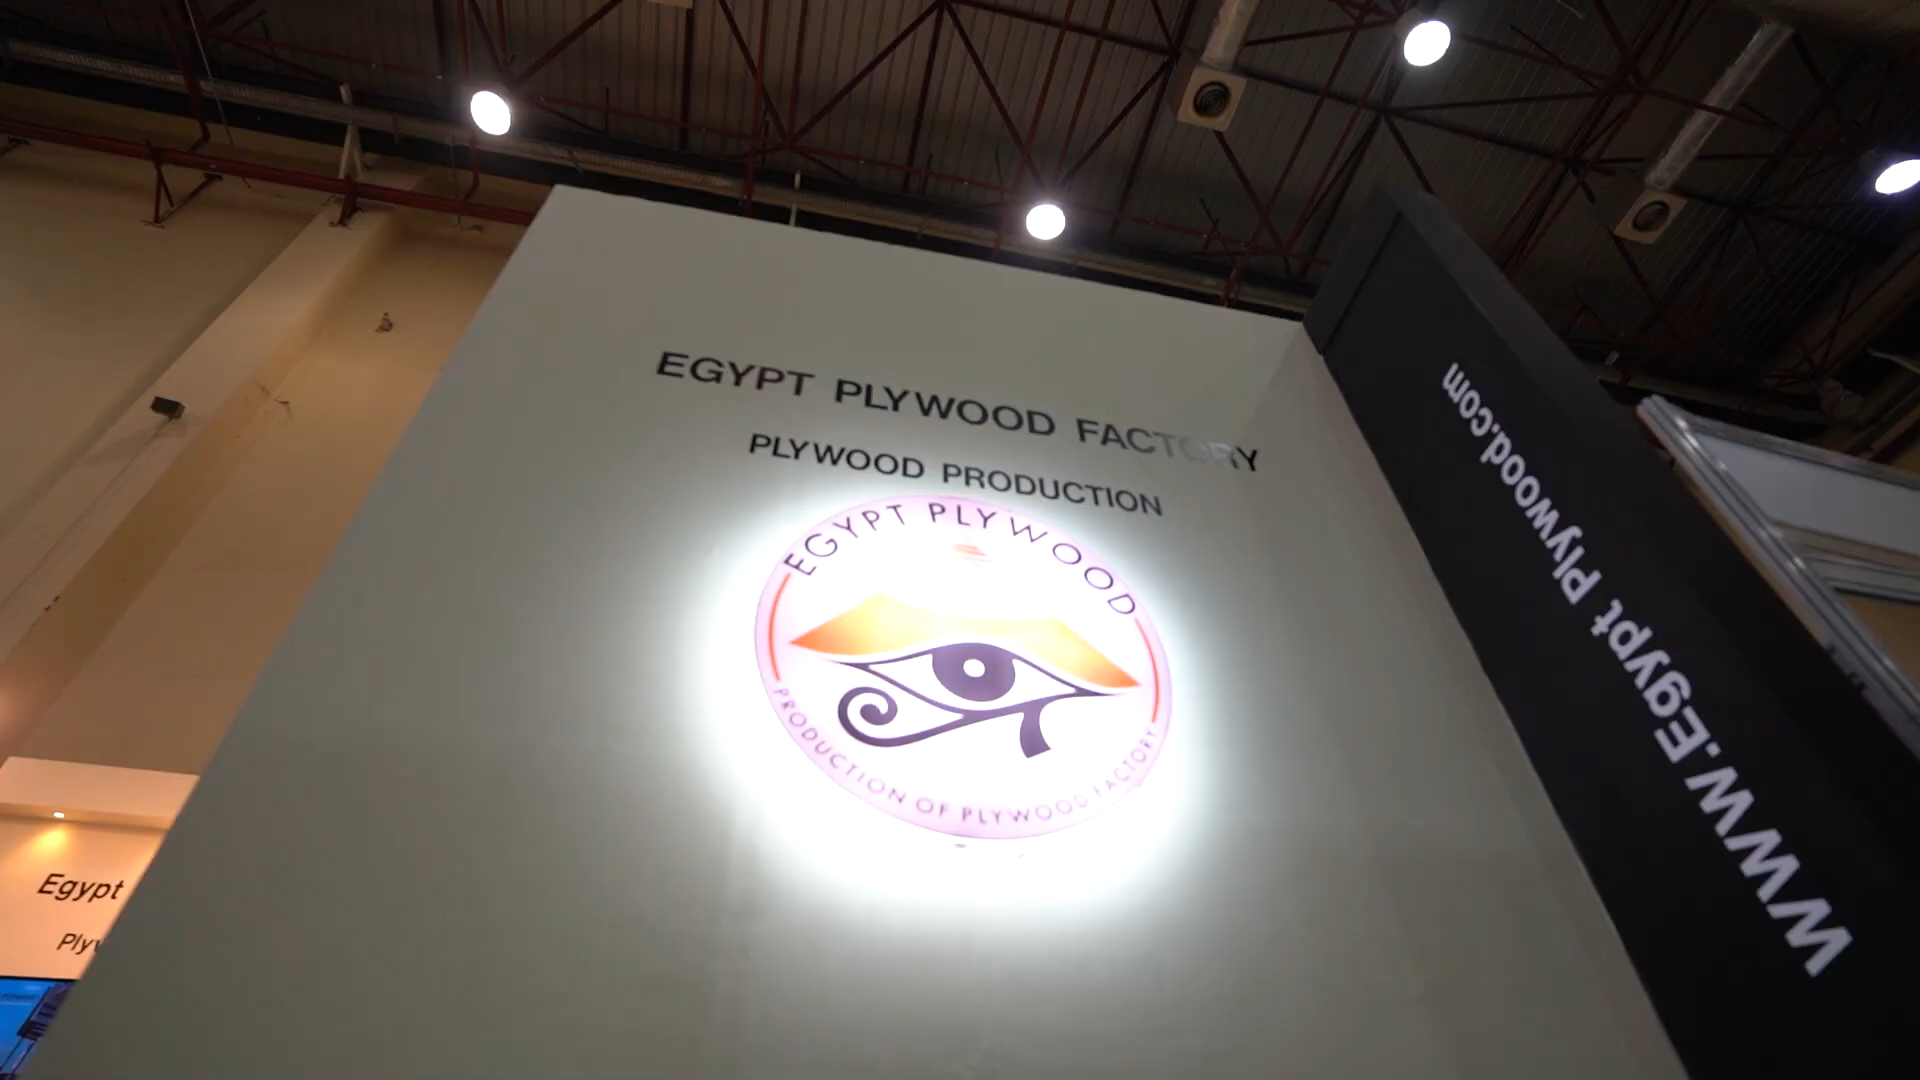 EGYPT PLYWOOD FACTORY
PLYWOOD PRODUCTION
EGYPT PLYWOOD
PRODUCTION OF PLYWOOD FACTORY
www.Egypt Plywood.com
Egypt